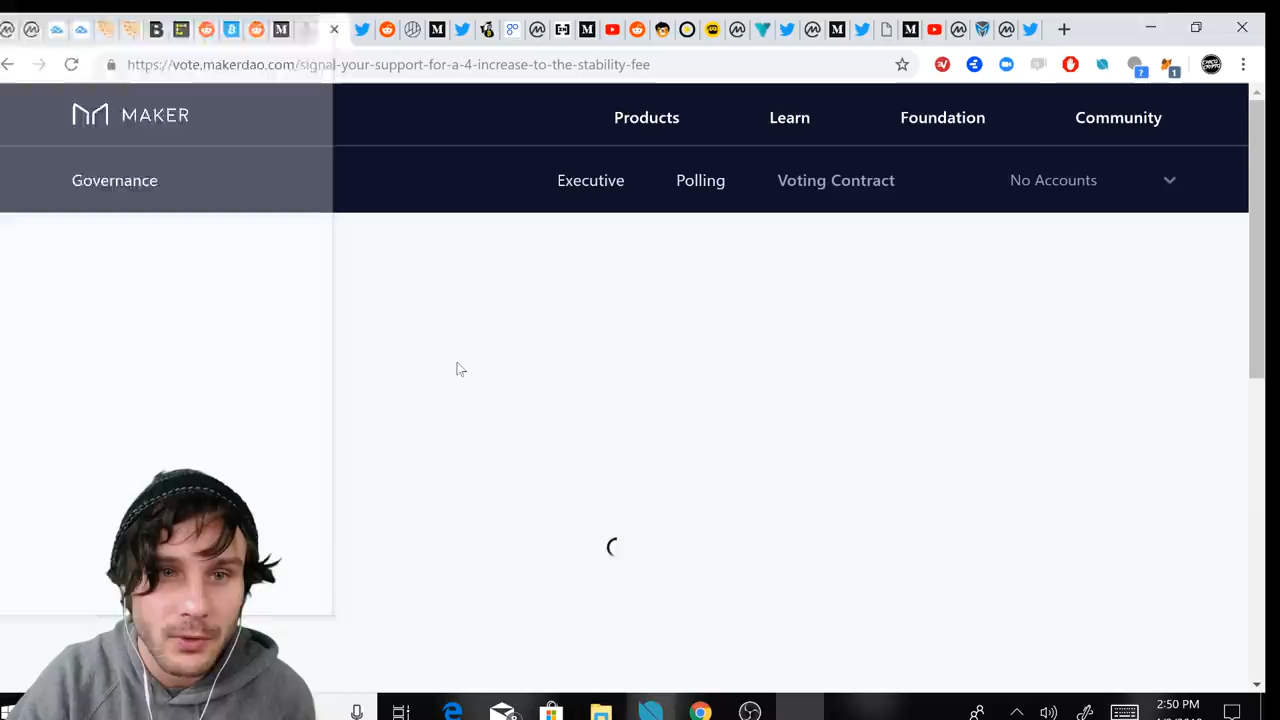 https://vote.makerdao.com/signal-your-support-for-a-4-increase-to-the-stability-fee
MAKER
Products
Learn
Foundation
Community
Governance
Executive
Polling
Voting Contract
No Accounts
2:50 PM